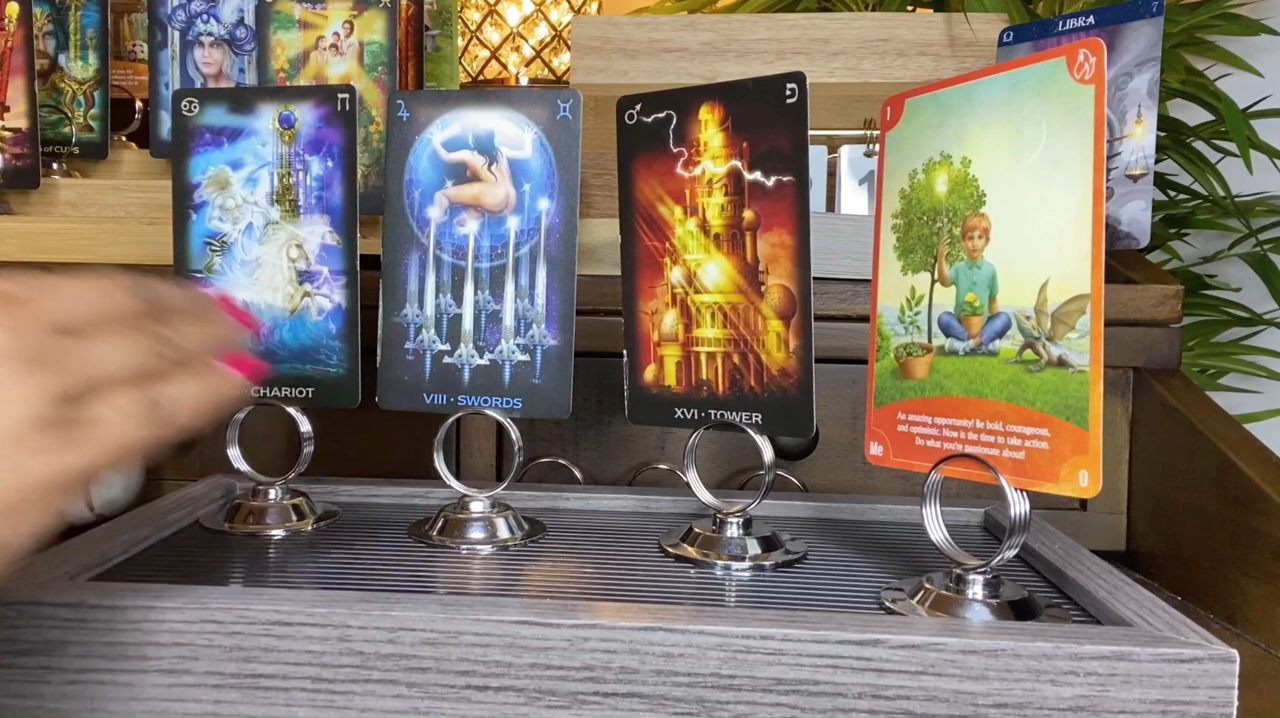 LIBRA
7
of CUPS
CHARIOT
ח
VIII · SWORDS
XVI · TOWER
פ
1
An amazing opportunity! Be bold, courageous,
and optimistic. Now is the time to take action.
Do what you're passionate about!
Me
0